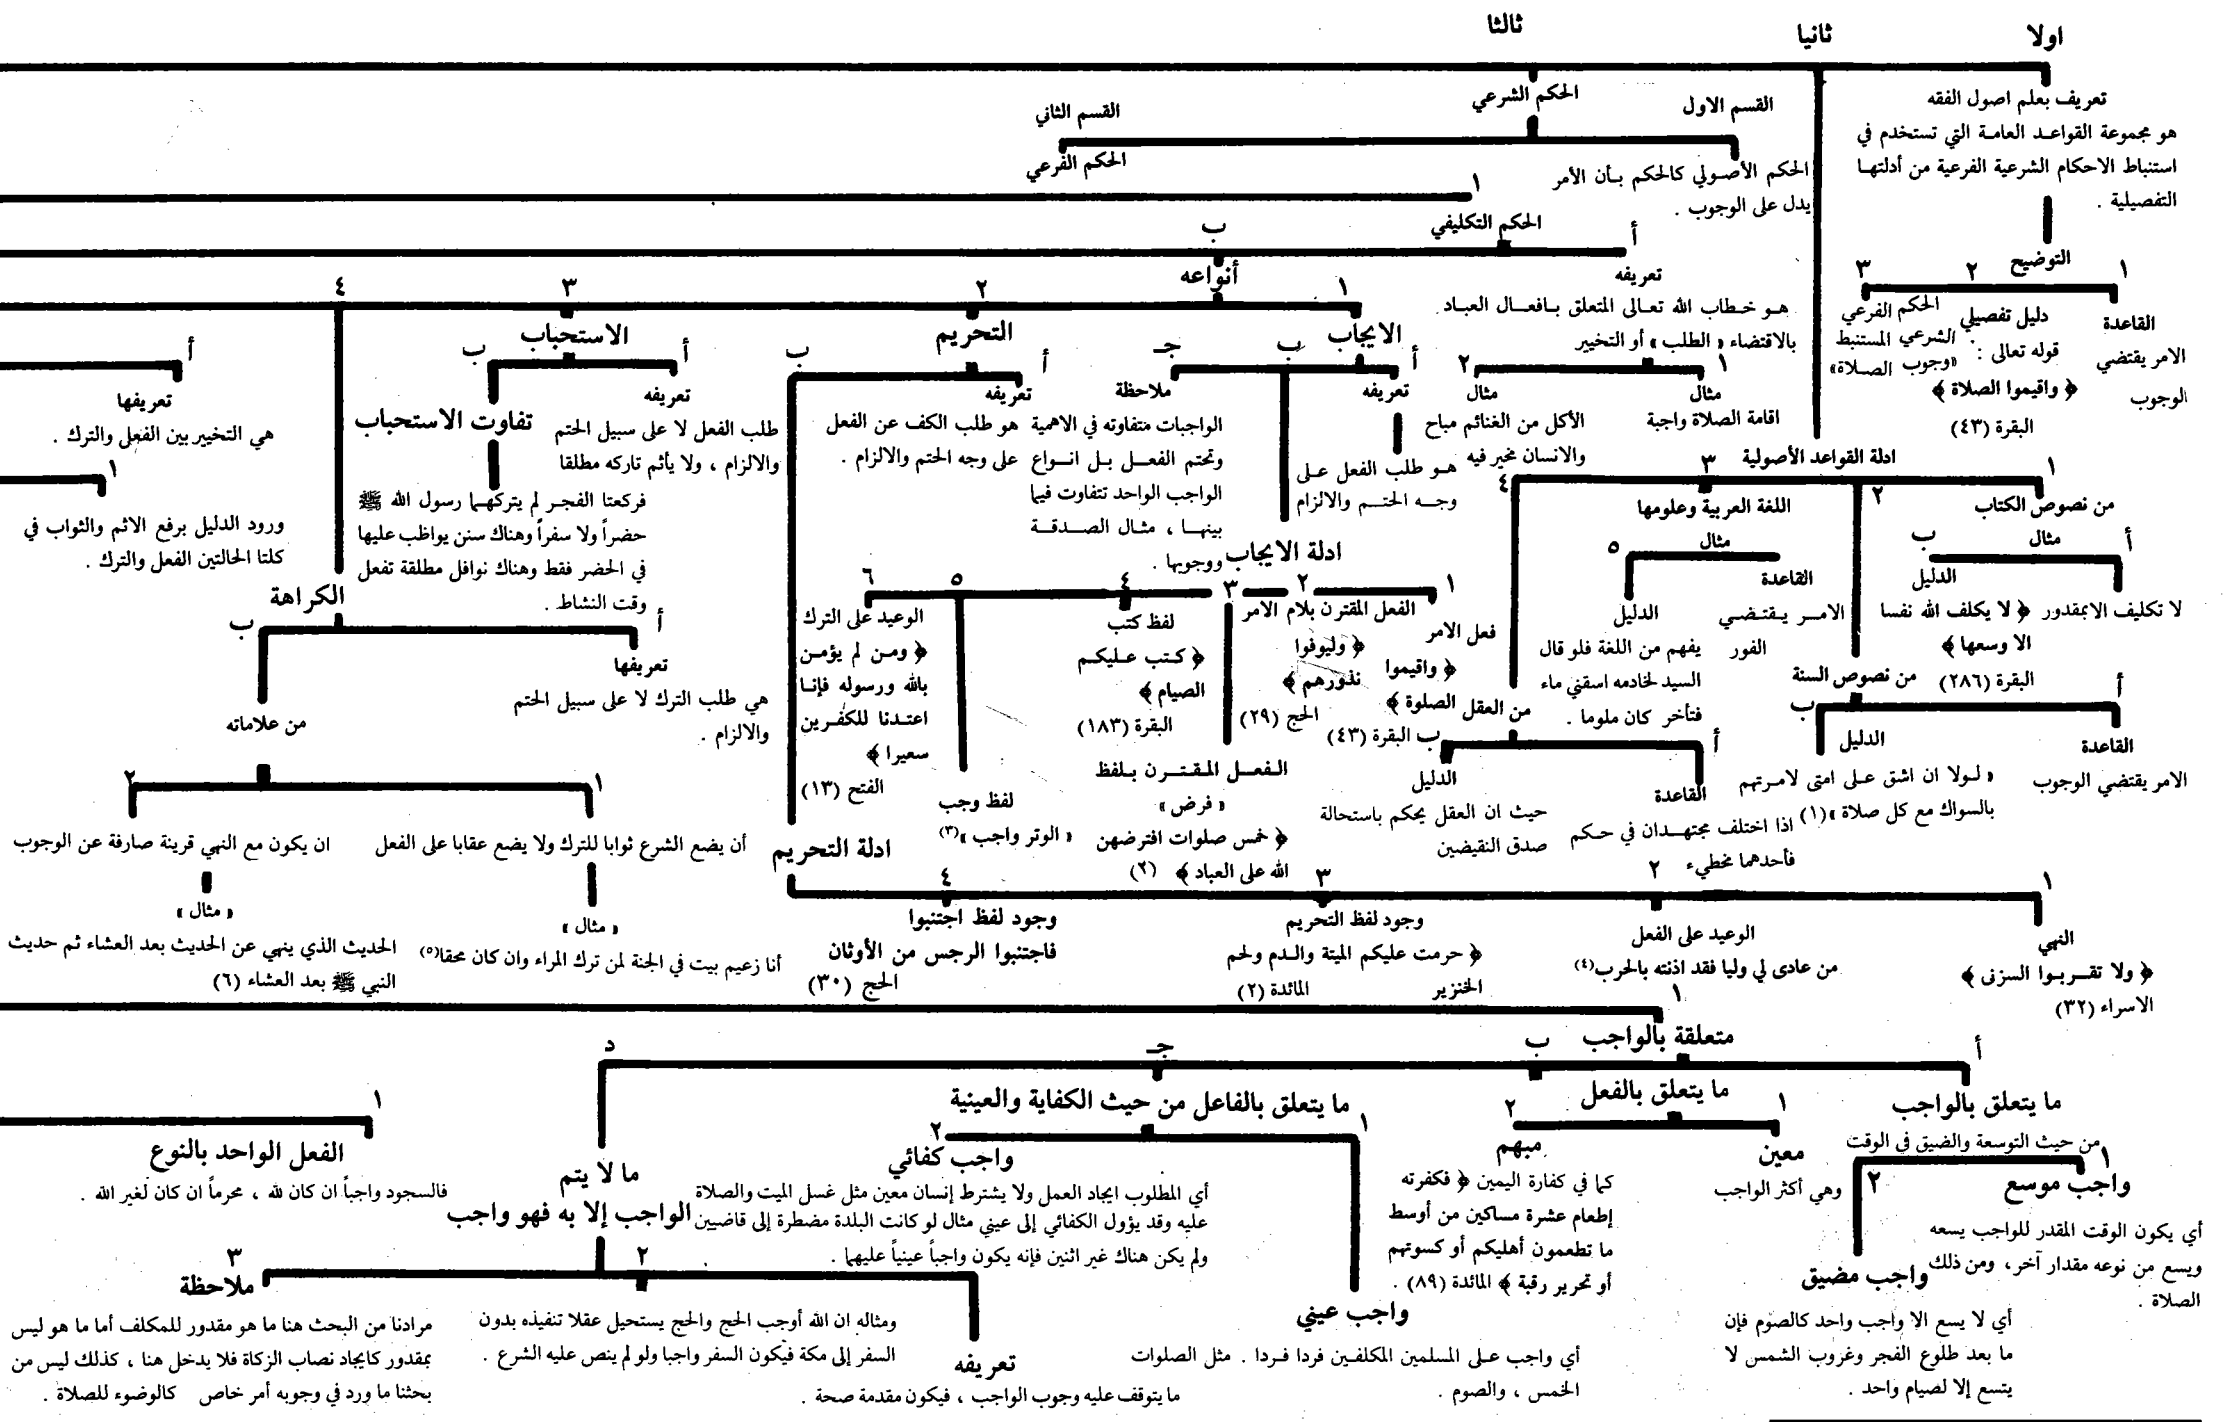 اولا
ثانيا
ثالثا
تعريف بعلم اصول الفقه
هو مجموعة القواعد العامة التي تستخدم في
استنباط الاحكام الشرعية الفرعية من أدلتها
التفصيلية .
التوضيح
١
٢
٣
القاعدة
الامر يقتضي
الوجوب
دليل تفصيلي
قوله تعالى :
﴿ واقيموا الصلاة ﴾
البقرة (٤٣)
الحكم الفرعي
الشرعي المستنبط
«وجوب الصلاة»
الحكم الشرعي
القسم الاول
القسم الثاني
الحكم الأصولي كالحكم بأن الأمر
يدل على الوجوب .
الحكم الفرعي
١
الحكم التكليفي
أ
ب
تعريفه
هو خطاب الله تعالى المتعلق بافعال العباد
بالاقتضاء « الطلب » أو التخيير
١
٢
مثال
اقامة الصلاة واجبة
مثال
الأكل من الغنائم مباح
والانسان مخير فيه
أنواعه
١
٢
٣
٤
الايجاب
أ
ب
جـ
تعريفه
هو طلب الفعل على
وجه الحتم والالزام
ملاحظة
الواجبات متفاوته في الاهمية
وتحتم الفعل بل انواع
الواجب الواحد تتفاوت فيما
بينها ، مثال الصدقة
ووجوبها .
التحريم
أ
ب
تعريفه
هو طلب الكف عن الفعل
على وجه الحتم والالزام .
الاستحباب
أ
ب
تعريفه
طلب الفعل لا على سبيل الحتم
والالزام ، ولا يأثم تاركه مطلقا
تفاوت الاستحباب
فركعتا الفجر لم يتركهما رسول الله ﷺ
حضراً ولا سفراً وهناك سنن يواظب عليها
في الحضر فقط وهناك نوافل مطلقة تفعل
وقت النشاط .
أ
تعريفها
هي التخيير بين الفعل والترك .
١
ورود الدليل برفع الاثم والثواب في
كلتا الحالتين الفعل والترك .
ادلة القواعد الأصولية
١
٢
٣
٤
من نصوص الكتاب
أ
مثال
ب
لا تكليف الابمقدور
الدليل
﴿ لا يكلف الله نفسا
الا وسعها ﴾
البقرة (٢٨٦)
اللغة العربية وعلومها
مثال
٥
القاعدة
الامر يقتضي
الفور
الدليل
يفهم من اللغة فلو قال
السيد لخادمه اسقني ماء
فتأخر كان ملوما .
من نصوص السنة
أ
ب
القاعدة
الامر يقتضي الوجوب
الدليل
« لولا ان اشق على امتى لامرتهم
بالسواك مع كل صلاة »(١)
من العقل
أ
ب
القاعدة
اذا اختلف مجتهدان في حكم
فأحدهما مخطيء
الدليل
حيث ان العقل يحكم باستحالة
صدق النقيضين
ادلة الايجاب
١
٢
٣
٤
٥
٦
فعل الامر
﴿ واقيموا
الصلوة ﴾
البقرة (٤٣)
الفعل المقترن بلام الامر
﴿ وليوفوا
نذورهم ﴾
الحج (٢٩)
الفعل المقترن بلفظ
« فرض »
﴿ خمس صلوات افترضهن
الله على العباد ﴾ (٢)
لفظ كتب
﴿ كتب عليكم
الصيام ﴾
البقرة (١٨٣)
لفظ وجب
« الوتر واجب »(٣)
الوعيد على الترك
﴿ ومن لم يؤمن
بالله ورسوله فإنا
اعتدنا للكفرين
سعيرا ﴾
الفتح (١٣)
الكراهة
أ
ب
تعريفها
هي طلب الترك لا على سبيل الحتم
والالزام .
من علاماته
١
٢
أن يضع الشرع ثوابا للترك ولا يضع عقابا على الفعل
« مثال »
أنا زعيم بيت في الجنة لمن ترك المراء وان كان محقا(٥)
ان يكون مع النهي قرينة صارفة عن الوجوب
« مثال »
الحديث الذي ينهي عن الحديث بعد العشاء ثم حديث
النبي ﷺ بعد العشاء (٦)
ادلة التحريم
١
٢
٣
٤
النهي
﴿ ولا تقربوا الزنى ﴾
الاسراء (٣٢)
الوعيد على الفعل
من عادى لي وليا فقد اذنته بالحرب(٤)
وجود لفظ التحريم
﴿ حرمت عليكم الميتة والدم ولحم
الخنزير المائدة (٢)
وجود لفظ اجتنبوا
فاجتنبوا الرجس من الأوثان
الحج (٣٠)
١
متعلقة بالواجب
أ
ب
جـ
د
ما يتعلق بالواجب
من حيث التوسعة والضيق في الوقت
١
٢
واجب موسع
أي يكون الوقت المقدر للواجب يسعه
ويسع من نوعه مقدار آخر، ومن ذلك
الصلاة .
واجب مضيق
أي لا يسع الا واجب واحد كالصوم فإن
ما بعد طلوع الفجر وغروب الشمس لا
يتسع إلا لصيام واحد .
ما يتعلق بالفعل
١
٢
معين
وهي أكثر الواجب
مبهم
كما في كفارة اليمين ﴿ فكفرته
إطعام عشرة مساكين من أوسط
ما تطعمون أهليكم أو كسوتهم
أو تحرير رقبة ﴾ المائدة (٨٩) .
ما يتعلق بالفاعل من حيث الكفاية والعينية
١
٢
واجب عيني
أي واجب على المسلمين المكلفين فردا فردا . مثل الصلوات
الخمس ، والصوم .
واجب كفائي
أي المطلوب ايجاد العمل ولا يشترط إنسان معين مثل غسل الميت والصلاة
عليه وقد يؤول الكفائي إلى عيني مثال لو كانت البلدة مضطرة إلى قاضيين
ولم يكن هناك غير اثنين فإنه يكون واجباً عينياً عليهما .
ما لا يتم
الواجب إلا به فهو واجب
٢
٣
تعريفه
ما يتوقف عليه وجوب الواجب ، فيكون مقدمة صحة .
ومثاله ان الله أوجب الحج والحج يستحيل عقلا تنفيذه بدون
السفر إلى مكة فيكون السفر واجبا ولو لم ينص عليه الشرع .
ملاحظة
مرادنا من البحث هنا ما هو مقدور للمكلف أما ما هو ليس
بمقدور كايجاد نصاب الزكاة فلا يدخل هنا ، كذلك ليس من
بحثنا ما ورد في وجوبه أمر خاص كالوضوء للصلاة .
١
الفعل الواحد بالنوع
فالسجود واجباً ان كان لله ، محرماً ان كان لغير الله .